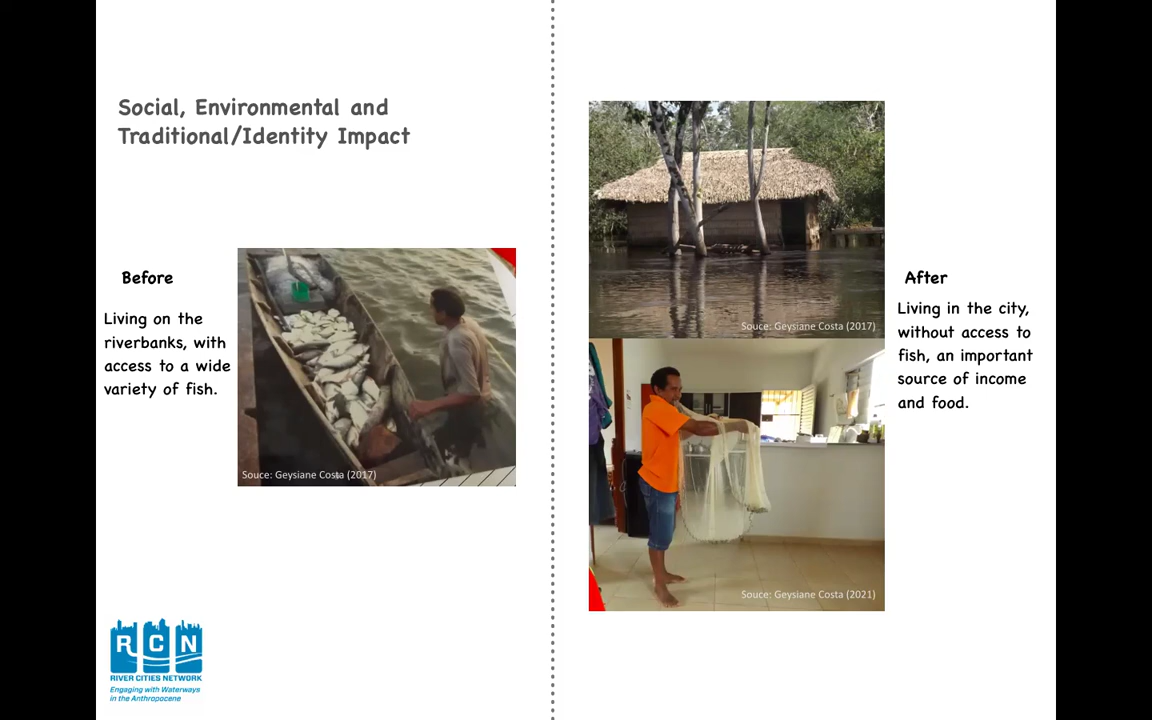 Social, Environmental and
Traditional/Identity Impact
Before
Living on the
riverbanks, with
access to a wide
variety of fish.
Souce: Geysiane Costa (2017)
Souce: Geysiane Costa (2017)
After
Living in the city,
without access to
fish, an important
source of income
and food.
Souce: Geysiane Costa (2021)
RCN
RIVER CITIES NETWORK
Engaging with Waterways
in the Anthropocene